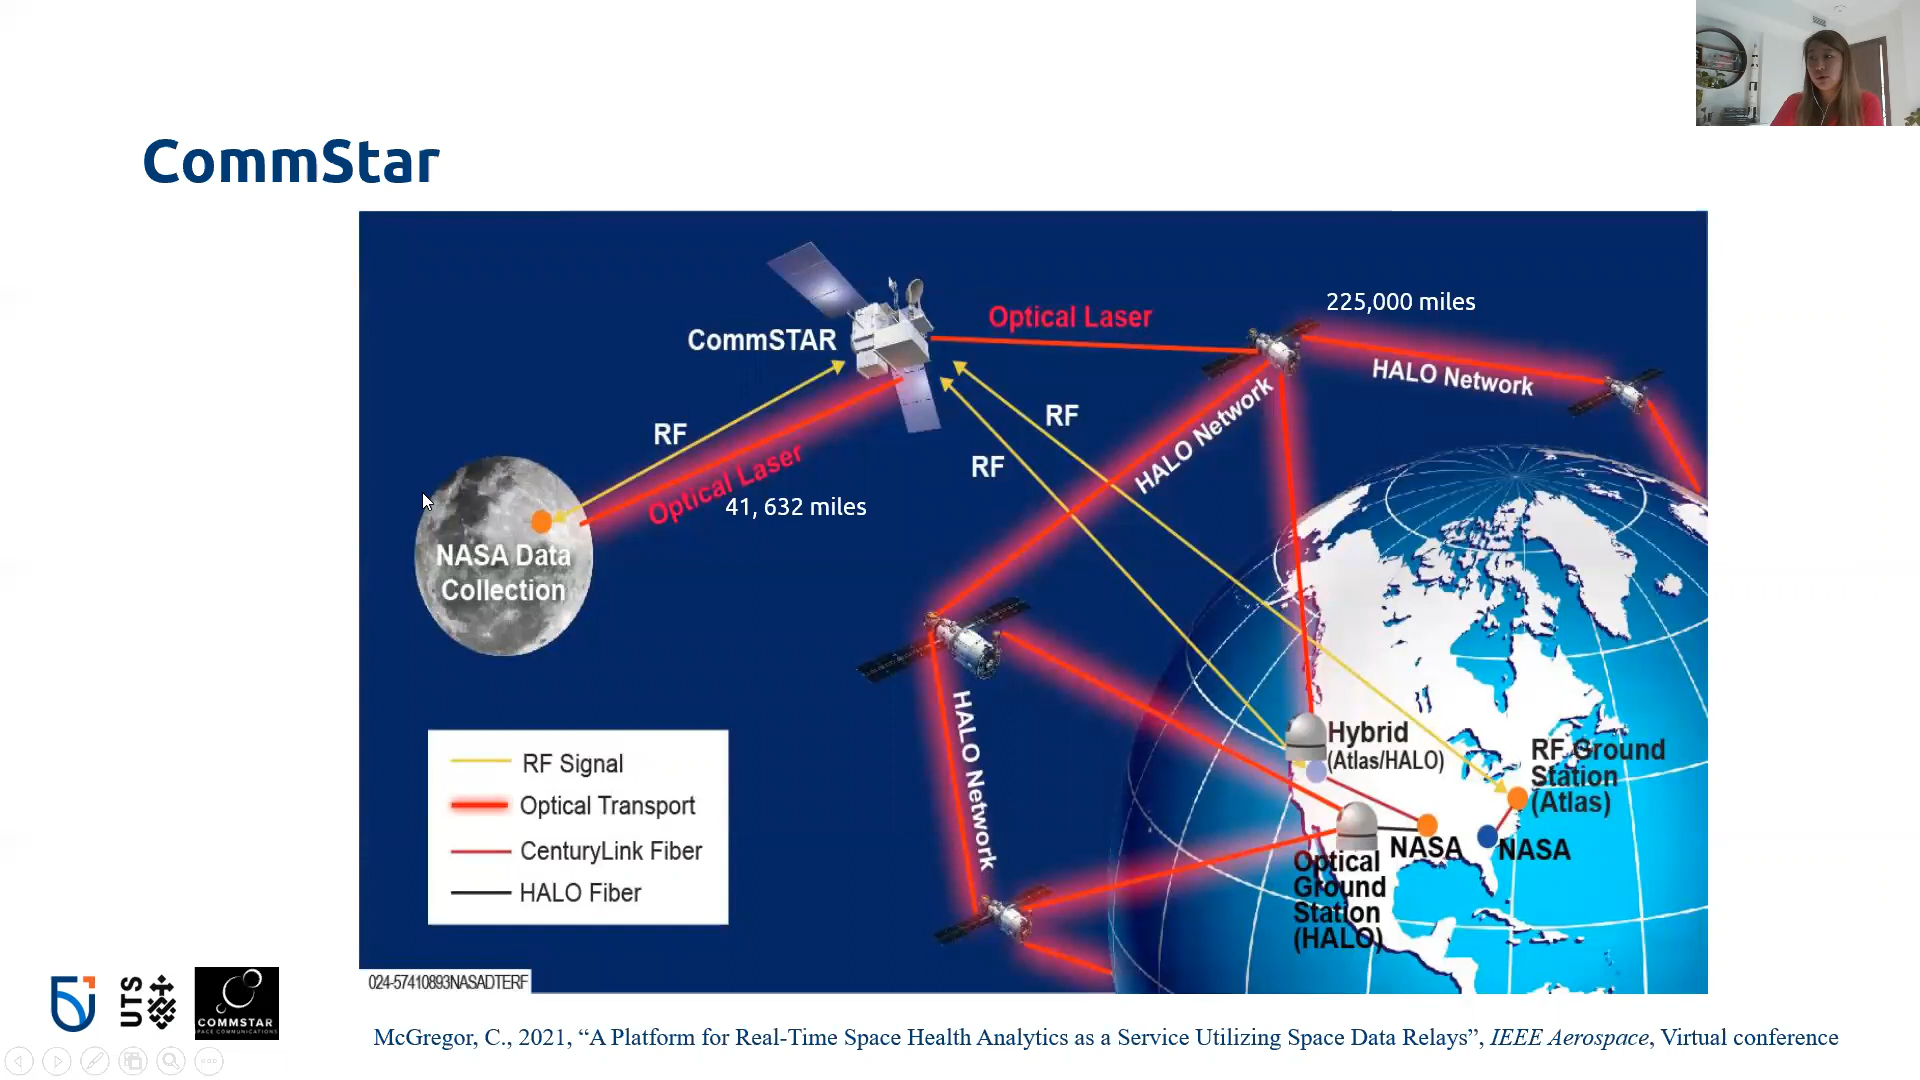 CommStar
225,000 miles
Optical Laser
CommSTAR
HALO Network
HALO Network
RF
RF
RF
Optical Laser
41, 632 miles
NASA Data
Collection
HALO Network
Hybrid
(Atlas/HALO)
RF Ground
Station
(Atlas)
NASA
NASA
Optical
Ground
Station
(HALO)
RF Signal
Optical Transport
CenturyLink Fiber
HALO Fiber
024-57410893NASADTERF
UTS
COMMSTAR
SPACE COMMUNICATIONS
McGregor, C., 2021, “A Platform for Real-Time Space Health Analytics as a Service Utilizing Space Data Relays”, IEEE Aerospace, Virtual conference